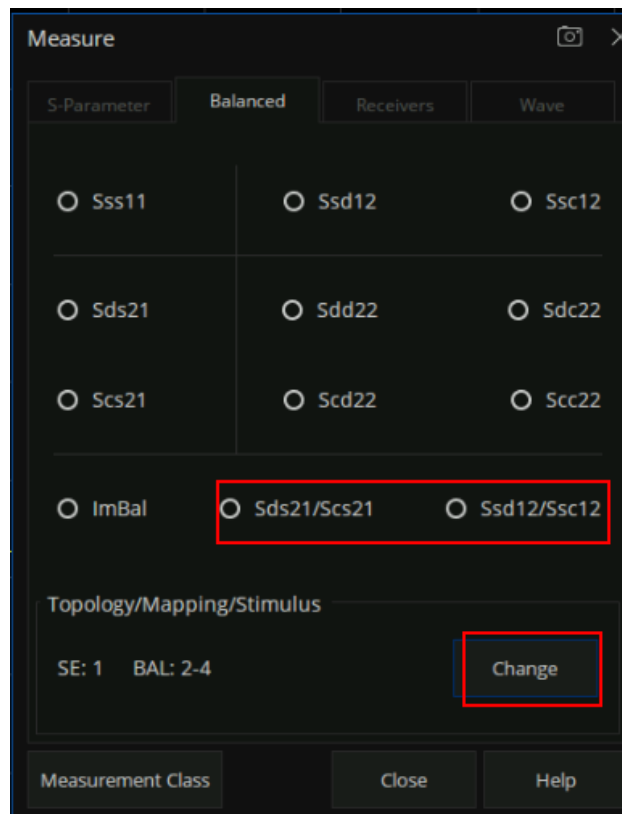 Measure
S-Parameter Balanced Receivers Wave
Sss11 Ssd12 Ssc12
Sds21 Sdd22 Sdc22
Scs21 Scd22 Scc22
ImBal Sds21/Scs21 Ssd12/Ssc12
Topology/Mapping/Stimulus
SE: 1 BAL: 2-4 Change
Measurement Class Close Help